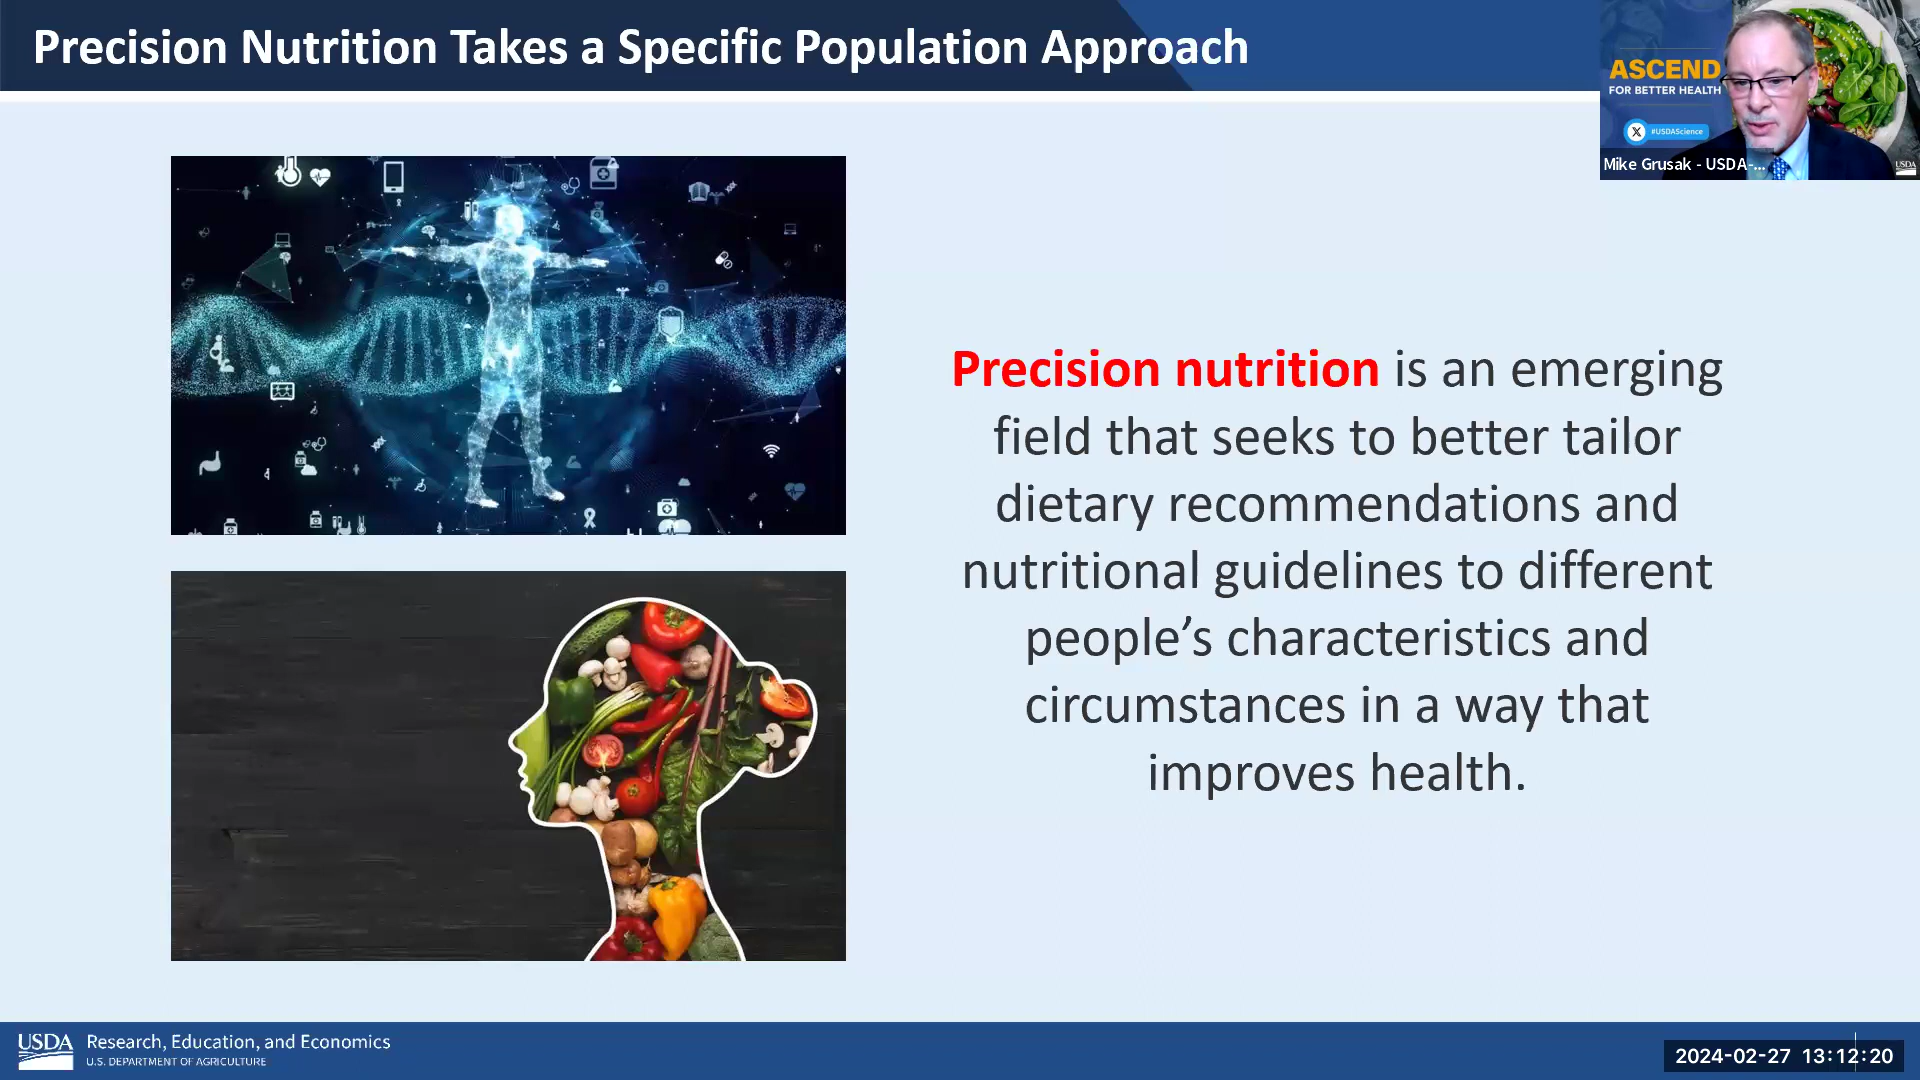 Precision Nutrition Takes a Specific Population Approach
ASCEND
FOR BETTER HEALTH
X #USDAScience
Mike Grusak - USDA-...
USDA
Precision nutrition is an emerging
field that seeks to better tailor
dietary recommendations and
nutritional guidelines to different
people’s characteristics and
circumstances in a way that
improves health.
USDA
Research, Education, and Economics
U.S. DEPARTMENT OF AGRICULTURE
2024-02-27 13:12:20